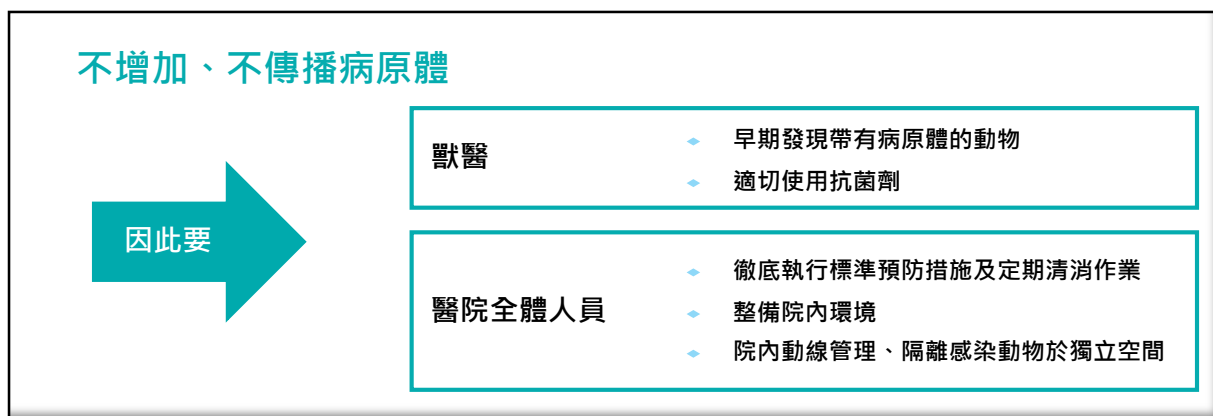 不增加、不傳播病原體
因此要
獸醫
早期發現帶有病原體的動物
適切使用抗菌劑
醫院全體人員
徹底執行標準預防措施及定期清消作業
整備院內環境
院內動線管理、隔離感染動物於獨立空間